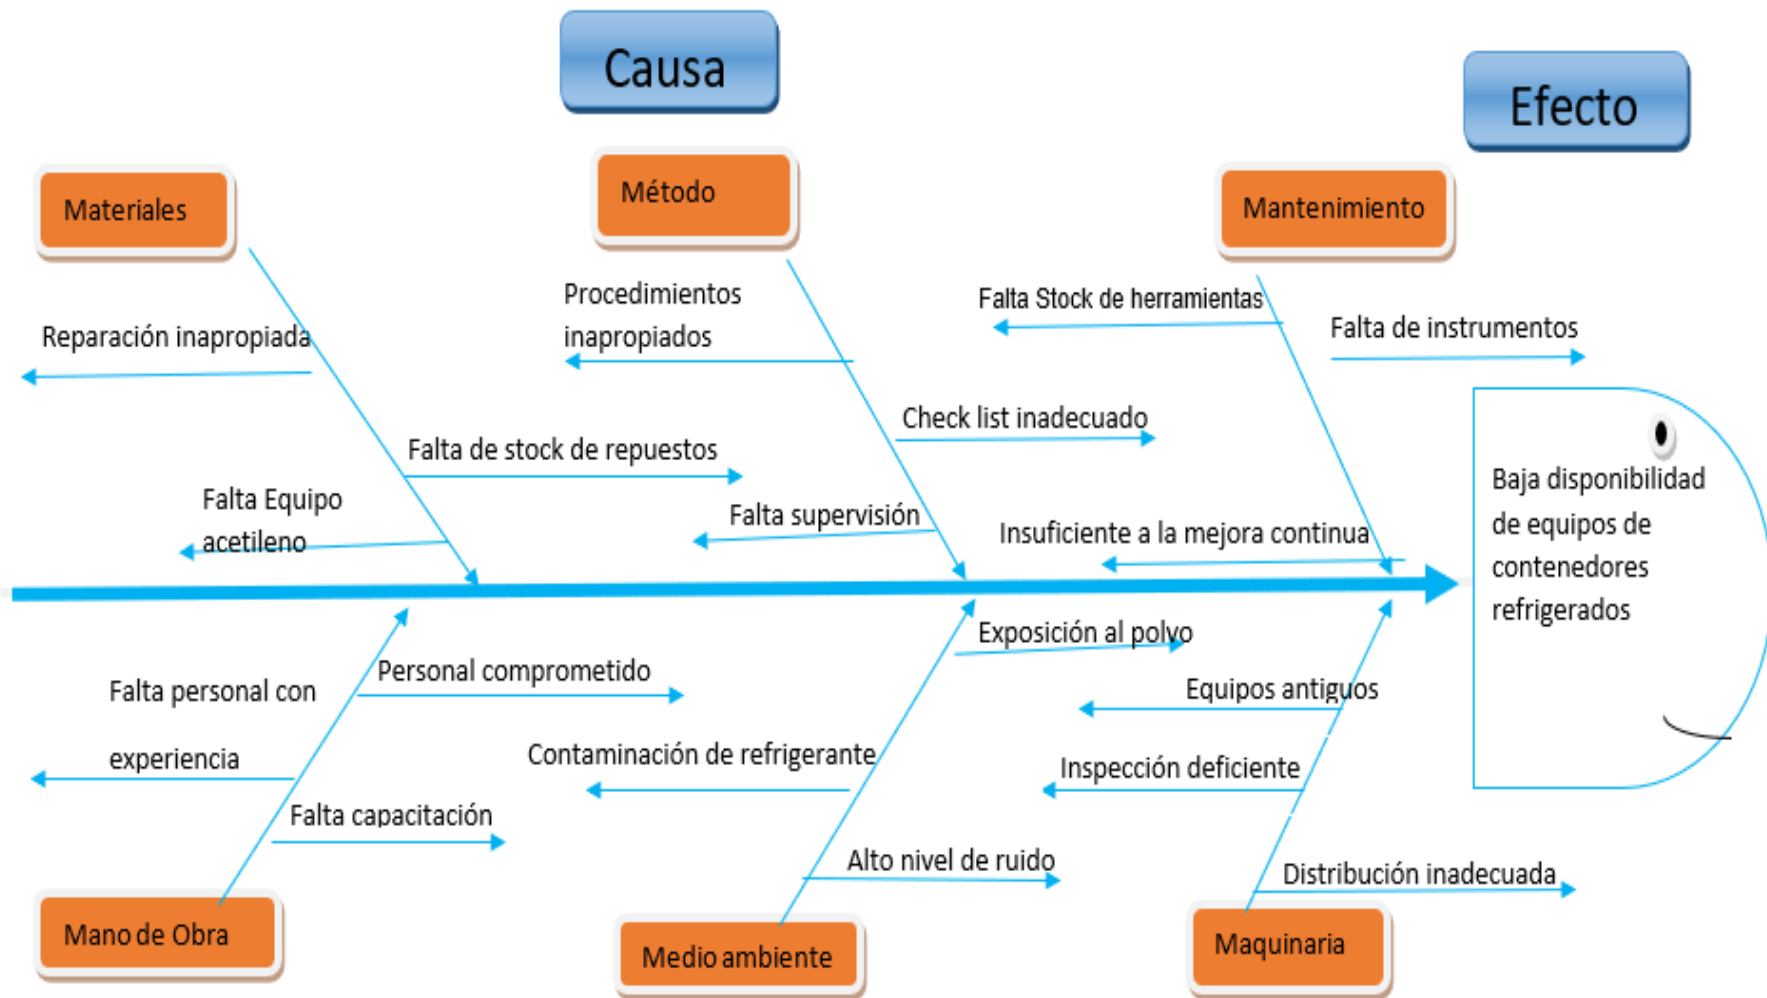 Causa
Efecto
Materiales
Método
Mantenimiento
Procedimientos
inapropiados
Falta Stock de herramientas
Falta de instrumentos
Reparación inapropiada
Check list inadecuado
Falta de stock de repuestos
Falta Equipo
acetileno
Falta supervisión
Insuficiente a la mejora continua
Baja disponibilidad
de equipos de
contenedores
refrigerados
Exposición al polvo
Personal comprometido
Falta personal con
experiencia
Equipos antiguos
Contaminación de refrigerante
Inspección deficiente
Falta capacitación
Alto nivel de ruido
Distribución inadecuada
Mano de Obra
Medio ambiente
Maquinaria